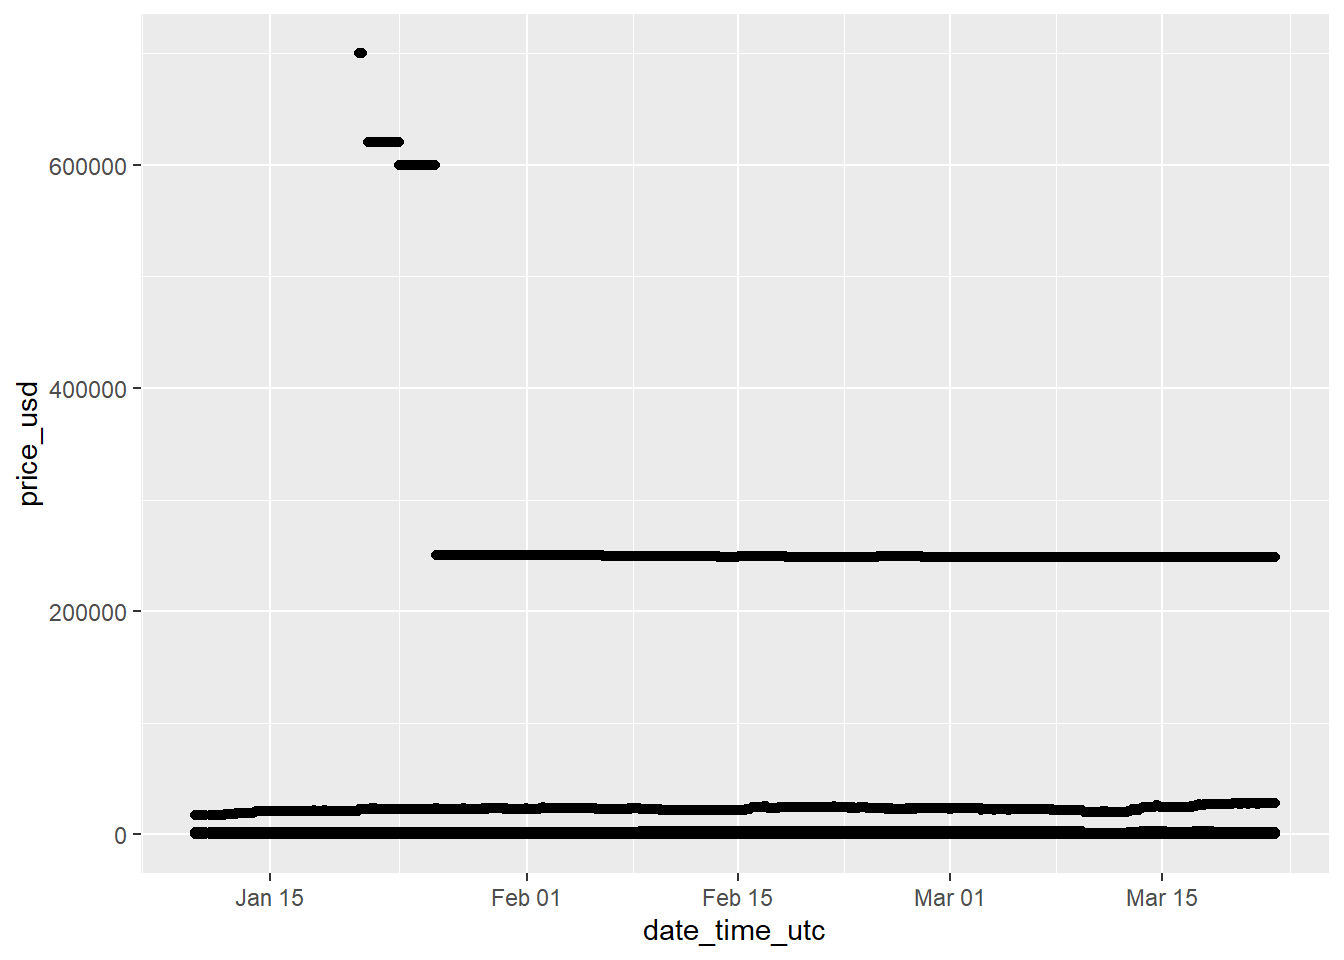 price_usd
600000
400000
200000
0
Jan 15
Feb 01
Feb 15
Mar 01
Mar 15
date_time_utc